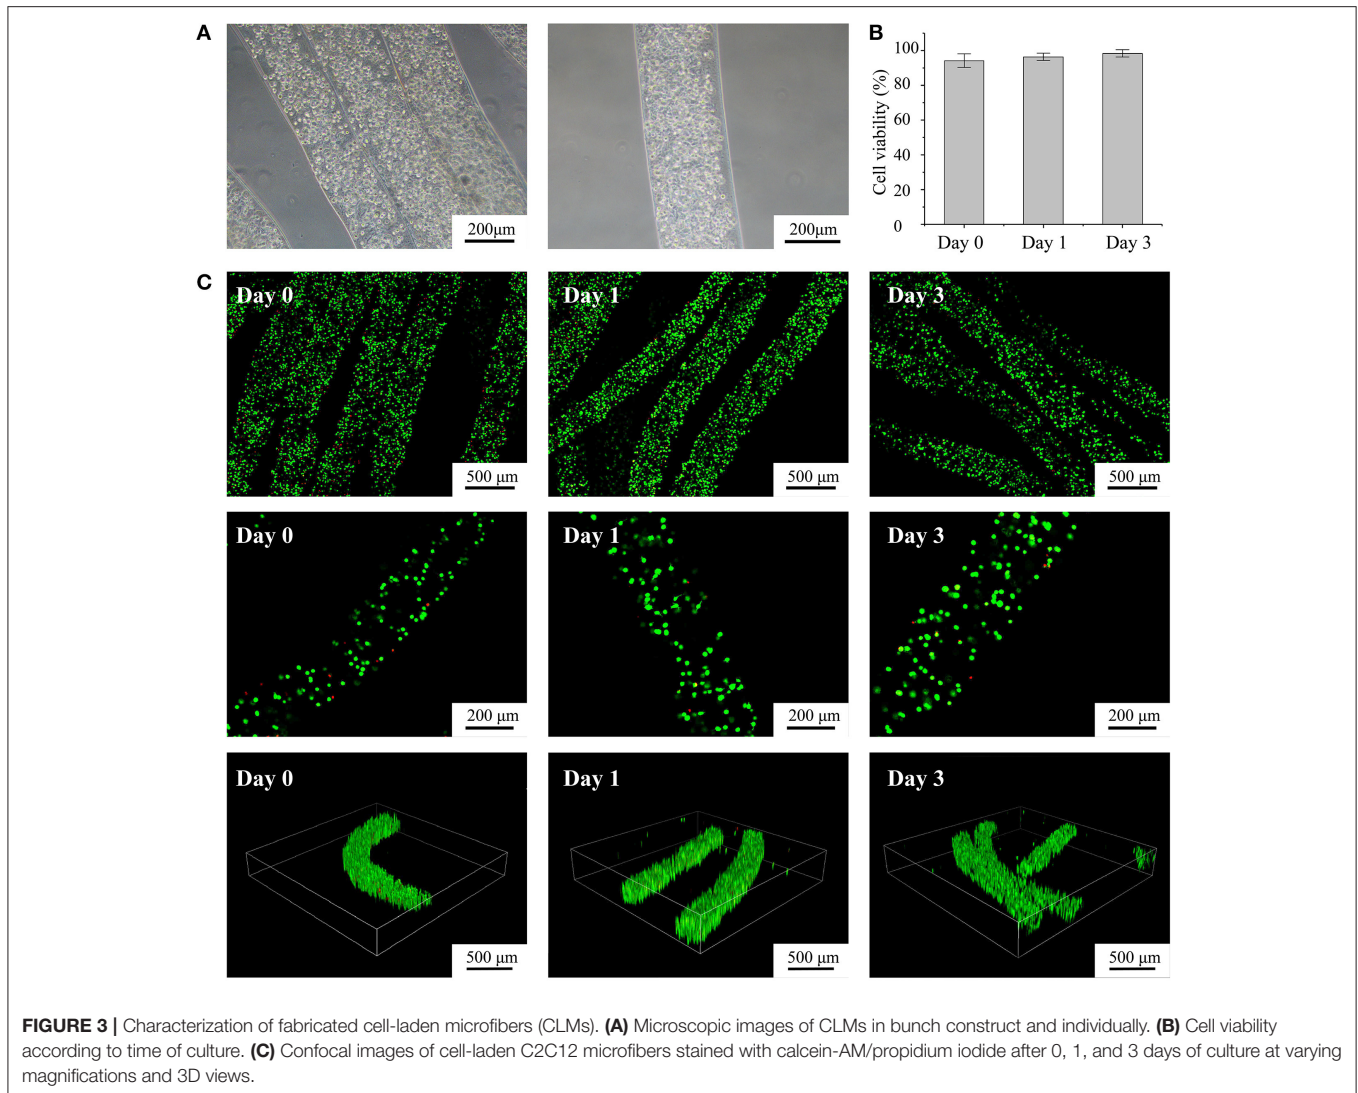 A
200μm
200μm
B
100
80
60
40
20
0
Cell viability (%)
Day 0 Day 1 Day 3
C
Day 0
500 μm
Day 1
500 μm
Day 3
500 μm
Day 0
200 μm
Day 1
200 μm
Day 3
200 μm
Day 0
500 μm
Day 1
500 μm
Day 3
500 μm
FIGURE 3 | Characterization of fabricated cell-laden microfibers (CLMs). (A) Microscopic images of CLMs in bunch construct and individually. (B) Cell viability
according to time of culture. (C) Confocal images of cell-laden C2C12 microfibers stained with calcein-AM/propidium iodide after 0, 1, and 3 days of culture at varying
magnifications and 3D views.